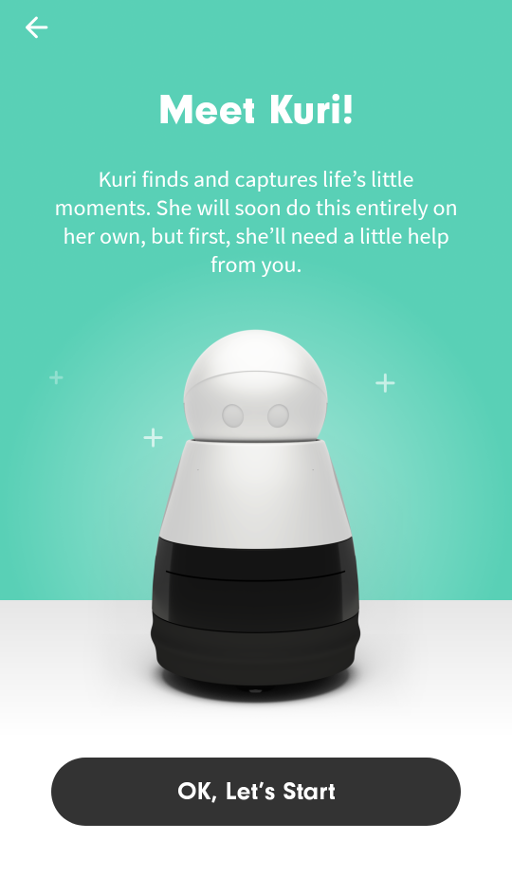 Meet Kuri!
Kuri finds and captures life’s little
moments. She will soon do this entirely on
her own, but first, she’ll need a little help
from you.
OK, Let’s Start